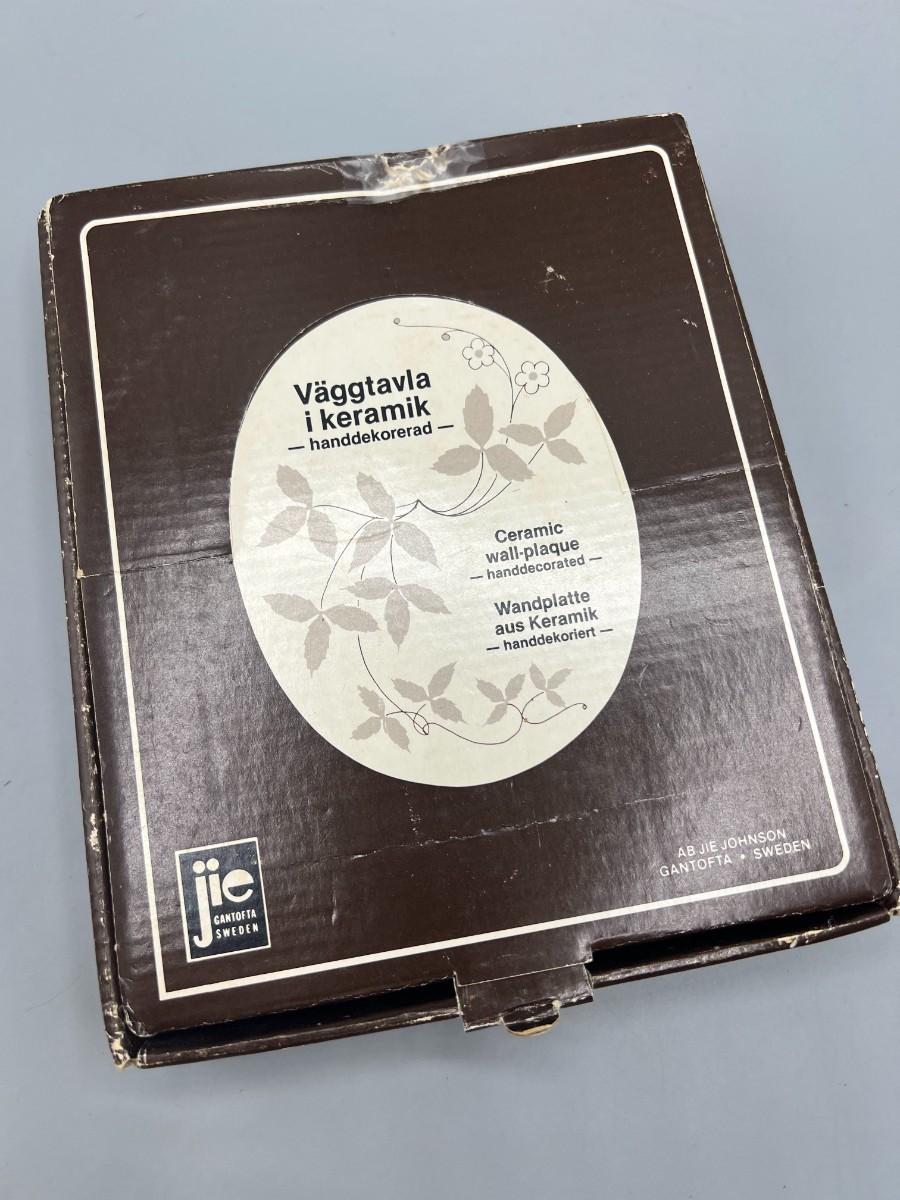 Väggtavla
i keramik
— handdekorerad —
Ceramic
wall-plaque
— handdecorated —
Wandplatte
aus Keramik
— handdekoriert —
jie
GANTOFTA
SWEDEN
AB JIE JOHNSON
GANTOFTA • SWEDEN